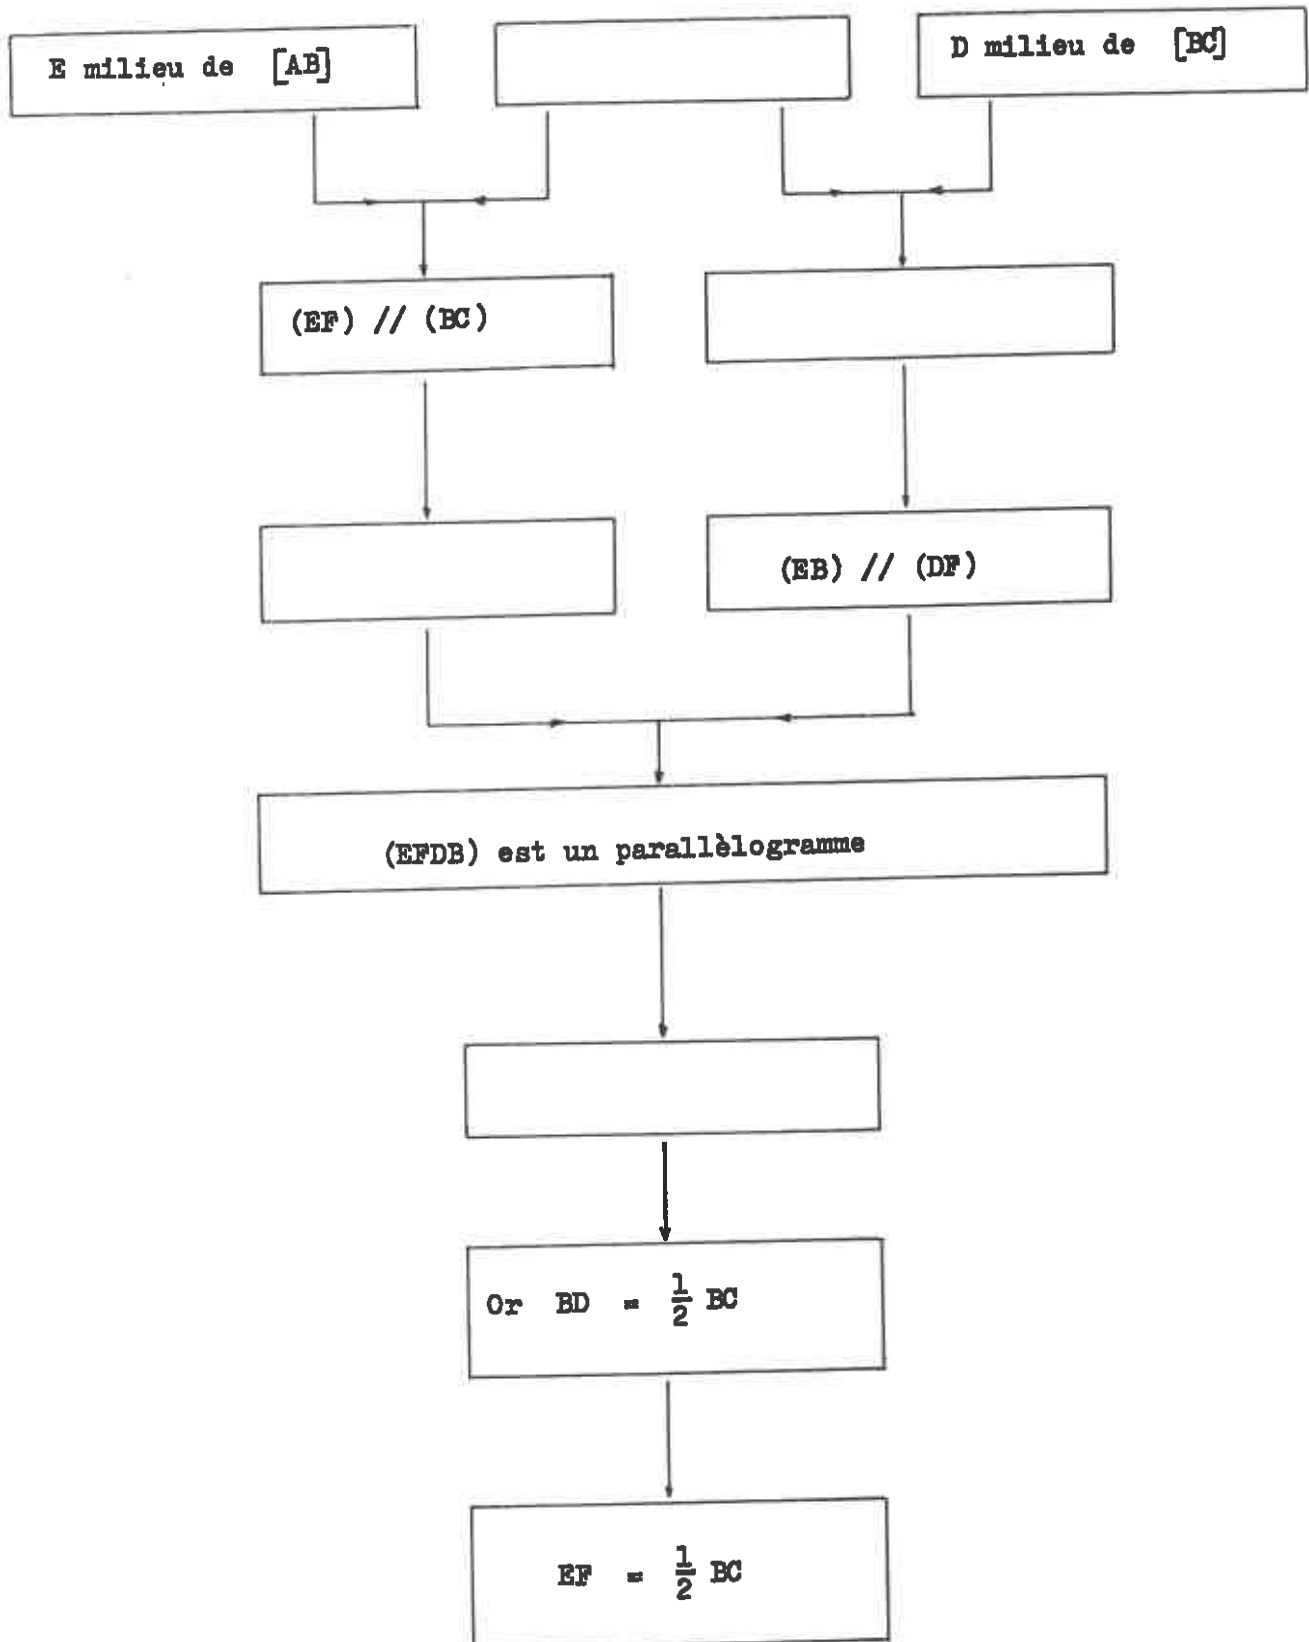 E milieu de [AB]
D milieu de [BC]
(EF) // (BC)
(EB) // (DF)
(EFDB) est un parallèlogramme
Or BD = 1/2 BC
EF = 1/2 BC